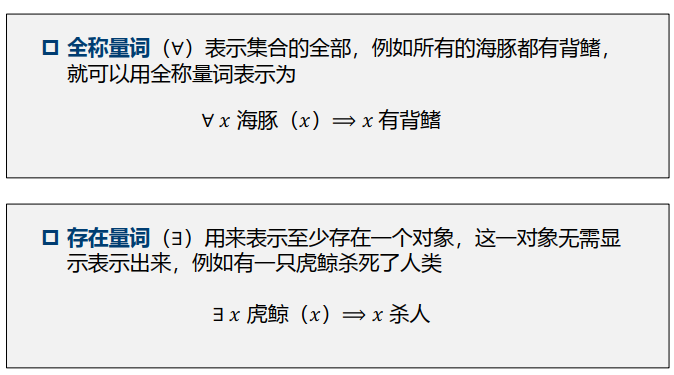 全称量词（∀）表示集合的全部，例如所有的海豚都有背鳍，
就可以用全称量词表示为
∀ x 海豚（x）⟹ x 有背鳍
存在量词（∃）用来表示至少存在一个对象，这一对象无需显
示表示出来，例如有一只虎鲸杀死了人类
∃ x 虎鲸（x）⟹ x 杀人